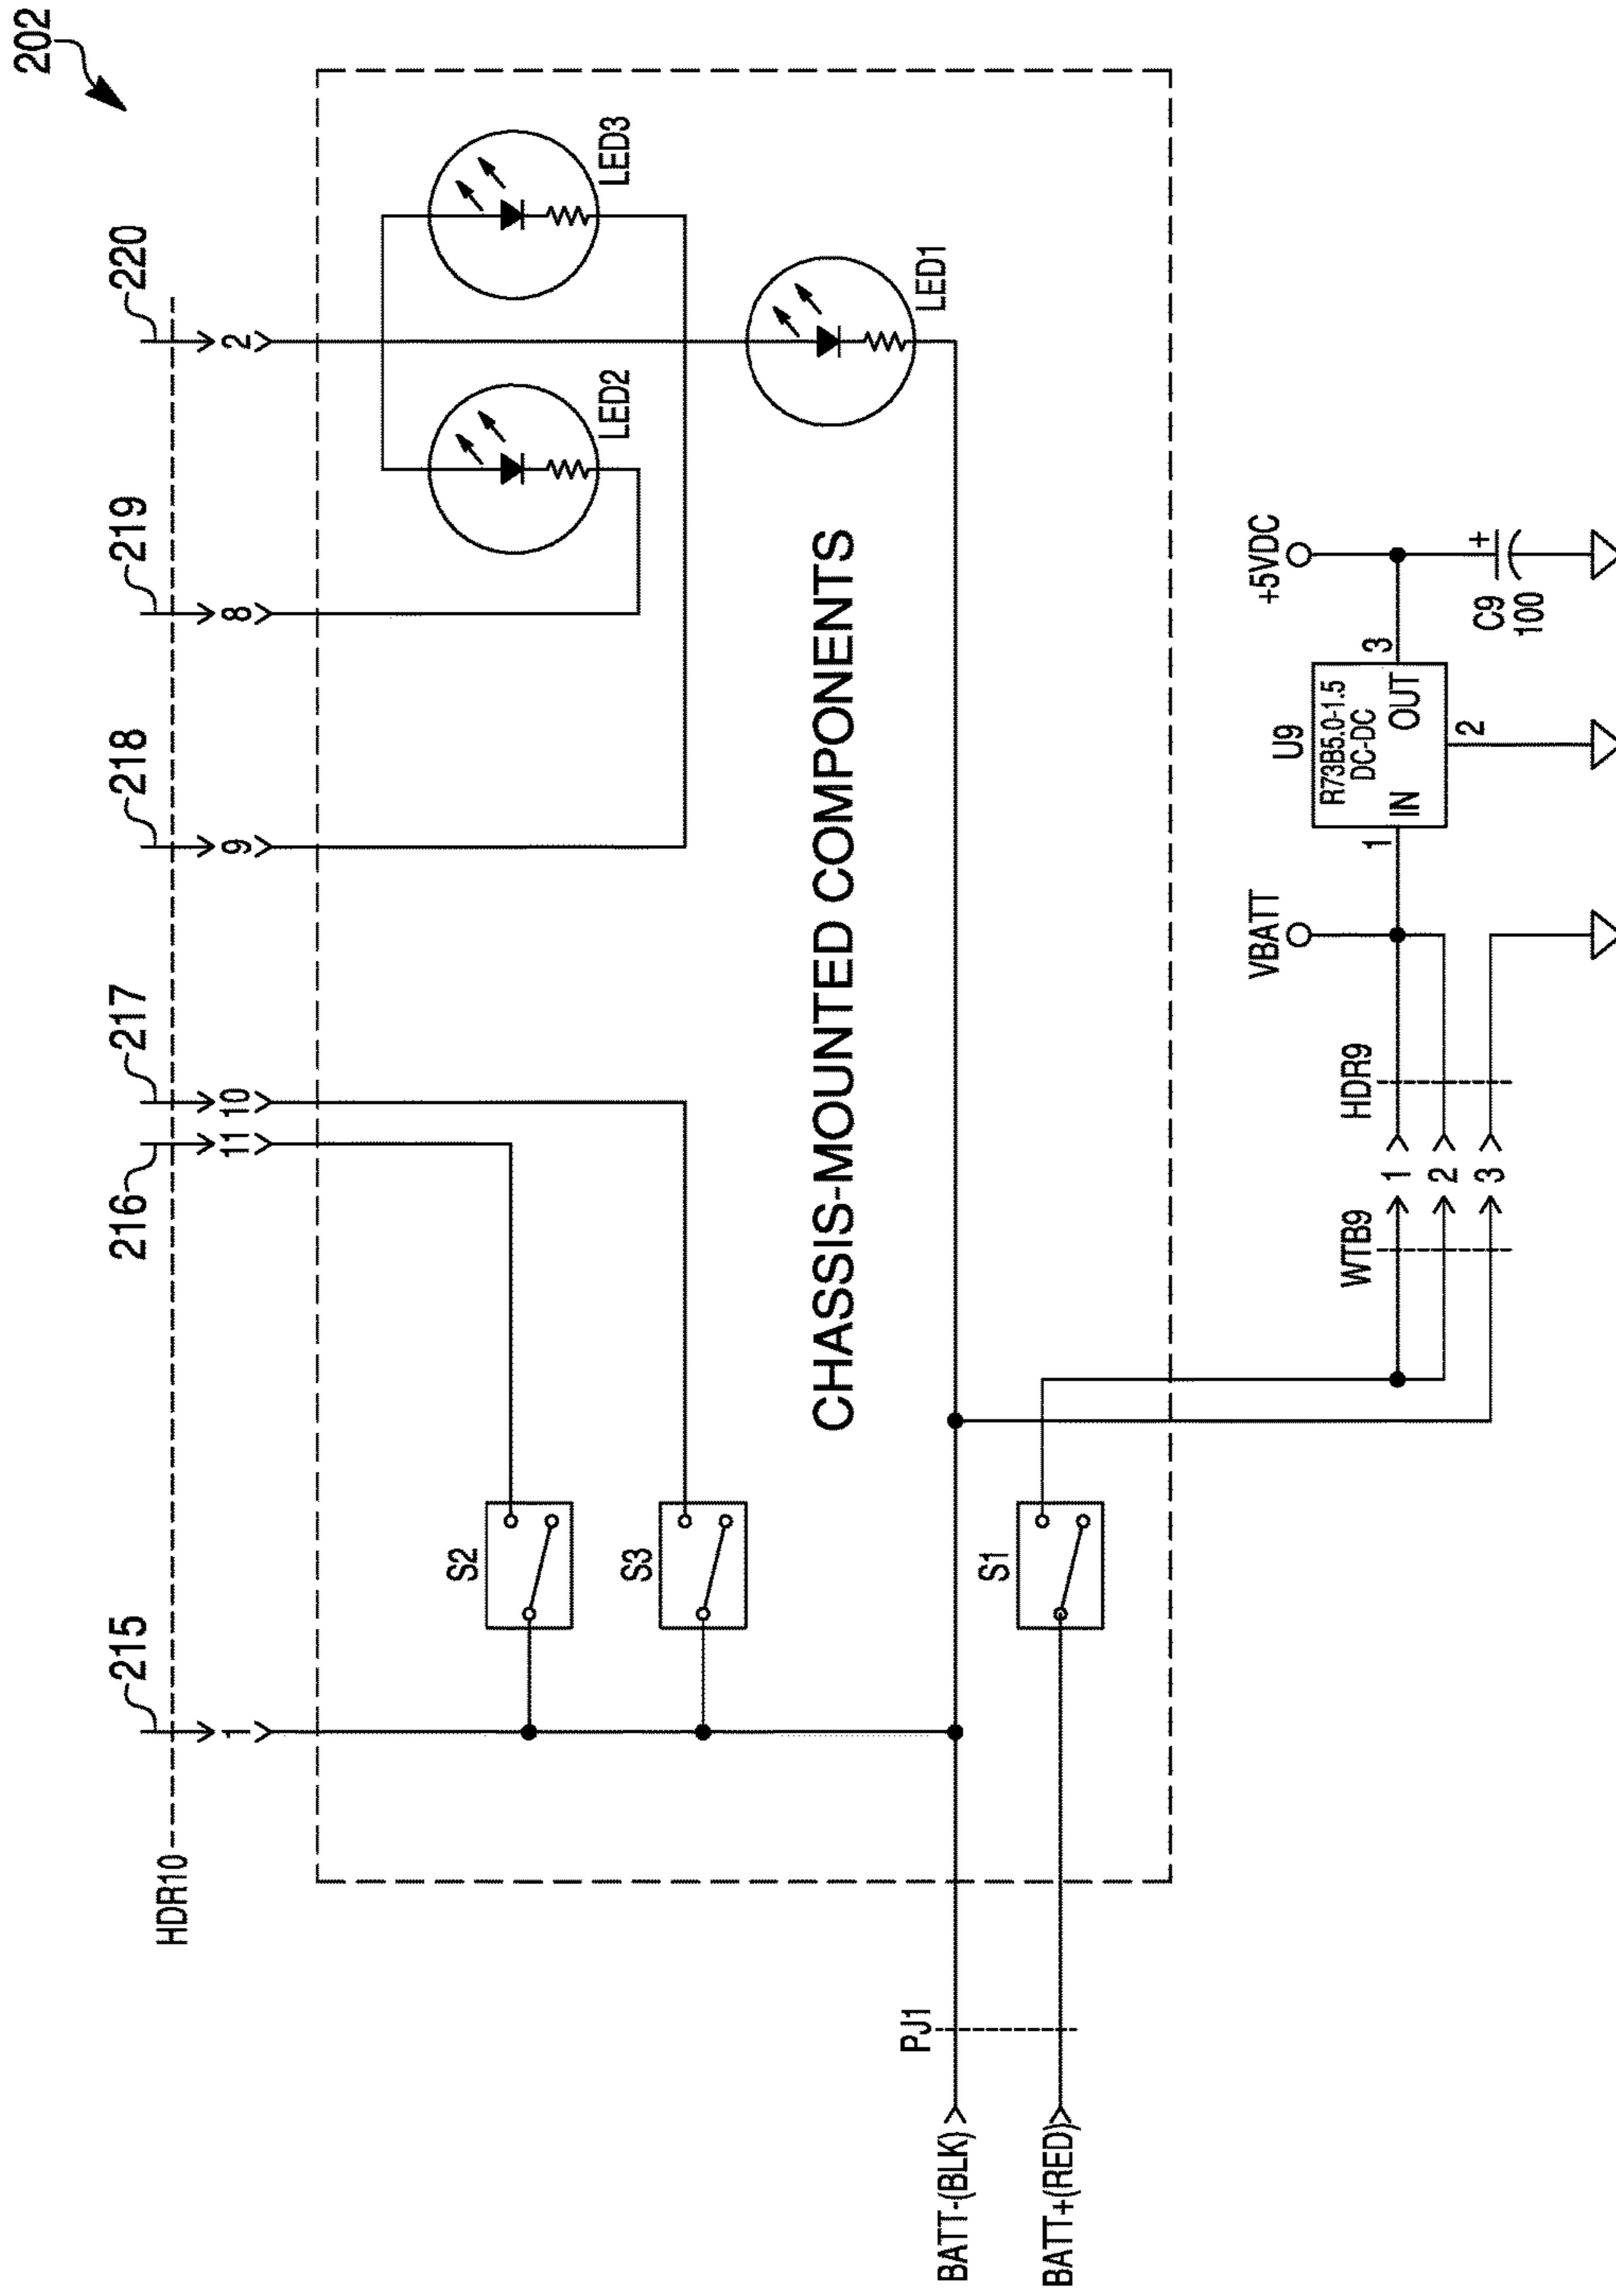 202
HDR10
215
216
217
218
219
220
1
11
10
9
8
2
S2
S3
S1
LED2
LED3
LED1
CHASSIS-MOUNTED COMPONENTS
PJ1
BATT-(BLK)
BATT+(RED)
WTB9
HDR9
1
2
3
VBATT
U9
R73B5.0-1.5
DC-DC
IN
OUT
1
2
3
+5VDC
C9
100
+